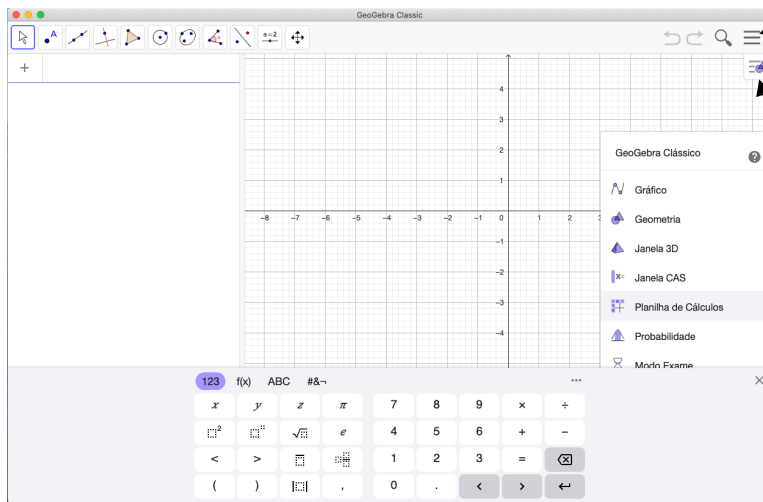 GeoGebra Classic
A
a=2
+
4
3
2
1
−8 −7 −6 −5 −4 −3 −2 −1 0 1 2
−1
−2
−3
−4
GeoGebra Clássico
?
Gráfico
Geometria
Janela 3D
x= Janela CAS
Planilha de Cálculos
Probabilidade
Modo Exame
123 f(x) ABC #&¬ ...
x y z π 7 8 9 × ÷
2 n √ e 4 5 6 + −
< > 1 2 3 =
( ) | | , 0 . < >